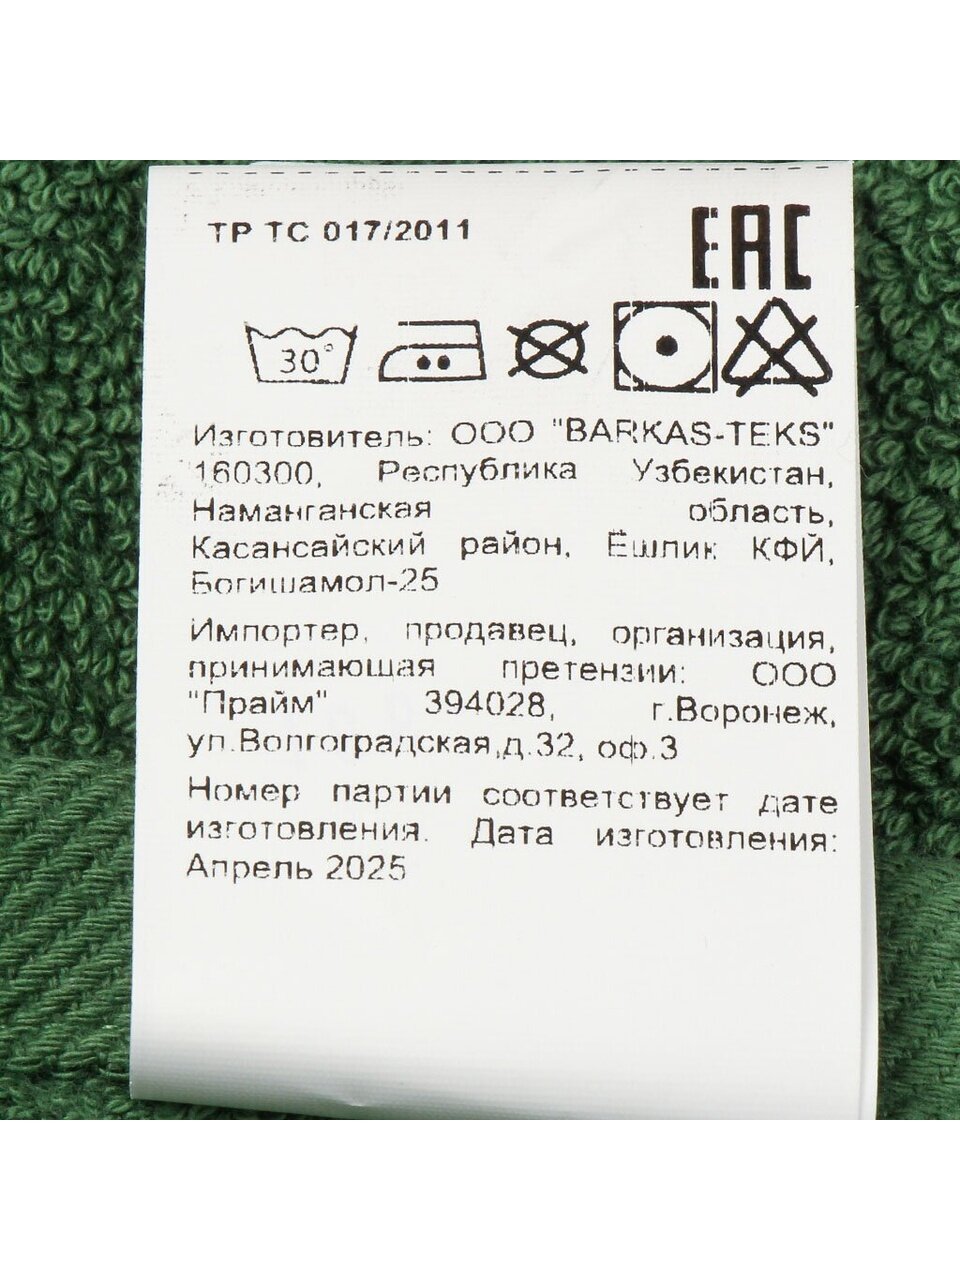 ТР ТС 017/2011
EAC
30°
Изготовитель: ООО "BARKAS-TEKS"
160300, Республика Узбекистан,
Наманганская область,
Касансайский район, Ёшлик КФЙ,
Богишамол-25
Импортер, продавец, организация,
принимающая претензии: ООО
"Прайм" 394028, г.Воронеж,
ул.Волгоградская,д.32, оф.3
Номер партии соответствует дате
изготовления. Дата изготовления:
Апрель 2025